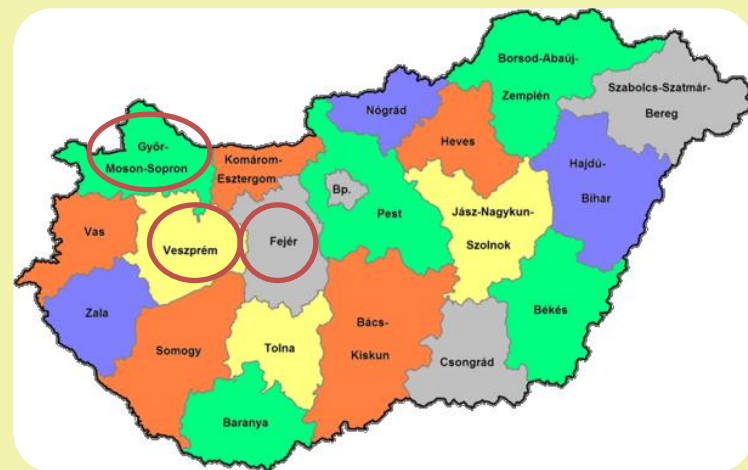 Borsod-Abaúj-
Zemplén
Szabolcs-Szatmár-
Bereg
Nógrád
Heves
Hajdú-
Bihar
Győr-
Moson-Sopron
Komárom-
Esztergom
Bp.
Pest
Jász-Nagykun-
Szolnok
Vas
Veszprém
Fejér
Zala
Somogy
Tolna
Bács-
Kiskun
Békés
Csongrád
Baranya